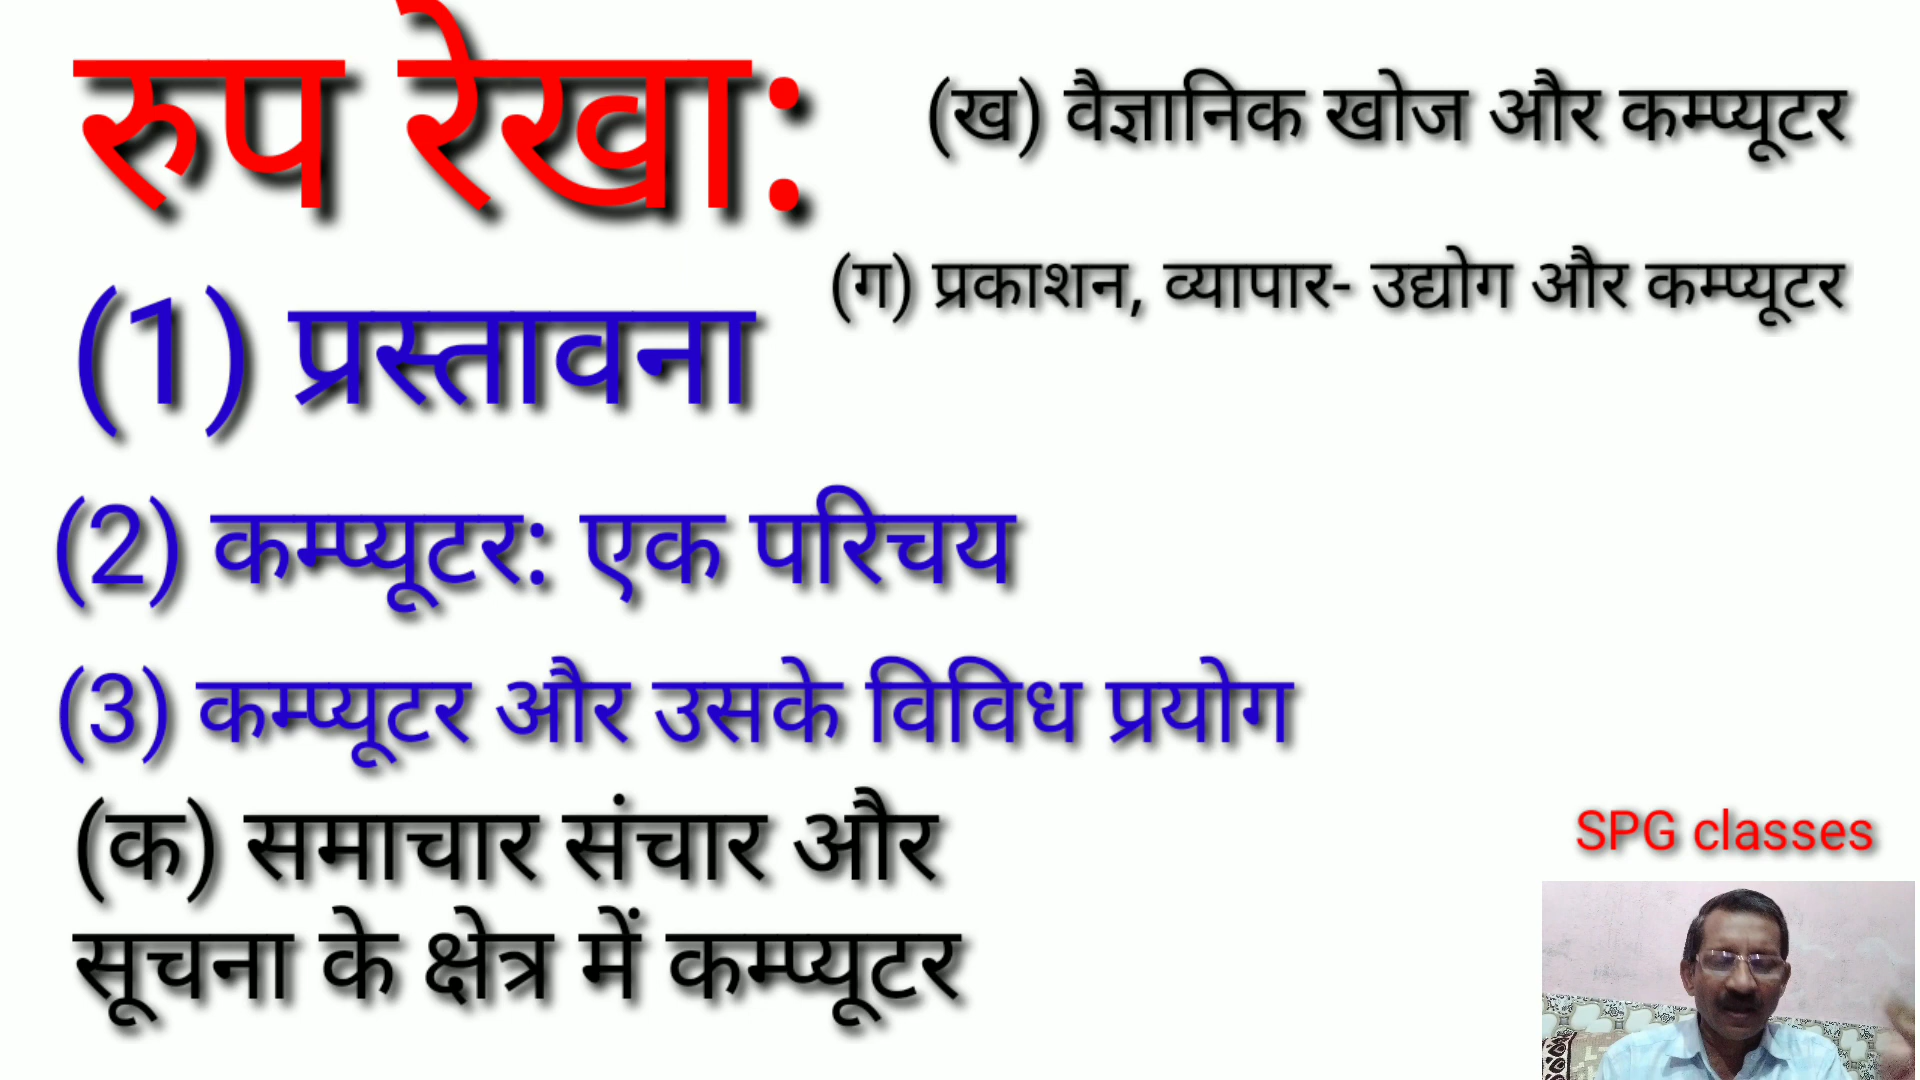 रुप रेखा:
(1) प्रस्तावना
(2) कम्प्यूटर: एक परिचय
(3) कम्प्यूटर और उसके विविध प्रयोग
(क) समाचार संचार और
सूचना के क्षेत्र में कम्प्यूटर
(ख) वैज्ञानिक खोज और कम्प्यूटर
(ग) प्रकाशन, व्यापार- उद्योग और कम्प्यूटर
SPG classes